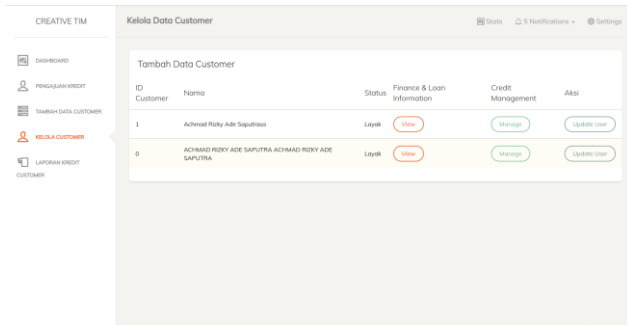 CREATIVE TIM
Kelola Data Customer
Stats
5 Notifications
Settings
DASHBOARD
PENGAJUAN KREDIT
TAMBAH DATA CUSTOMER
KELOLA CUSTOMER
LAPORAN KREDIT
CUSTOMER
Tambah Data Customer
ID
Customer
Nama
Status
Finance & Loan
Information
Credit
Management
Aksi
1
Achmad Rizky Ade Saputrasa
Layak
View
Manage
Update User
0
ACHMAD RIZKY ADE SAPUTRA ACHMAD RIZKY ADE
SAPUTRA
Layak
View
Manage
Update User